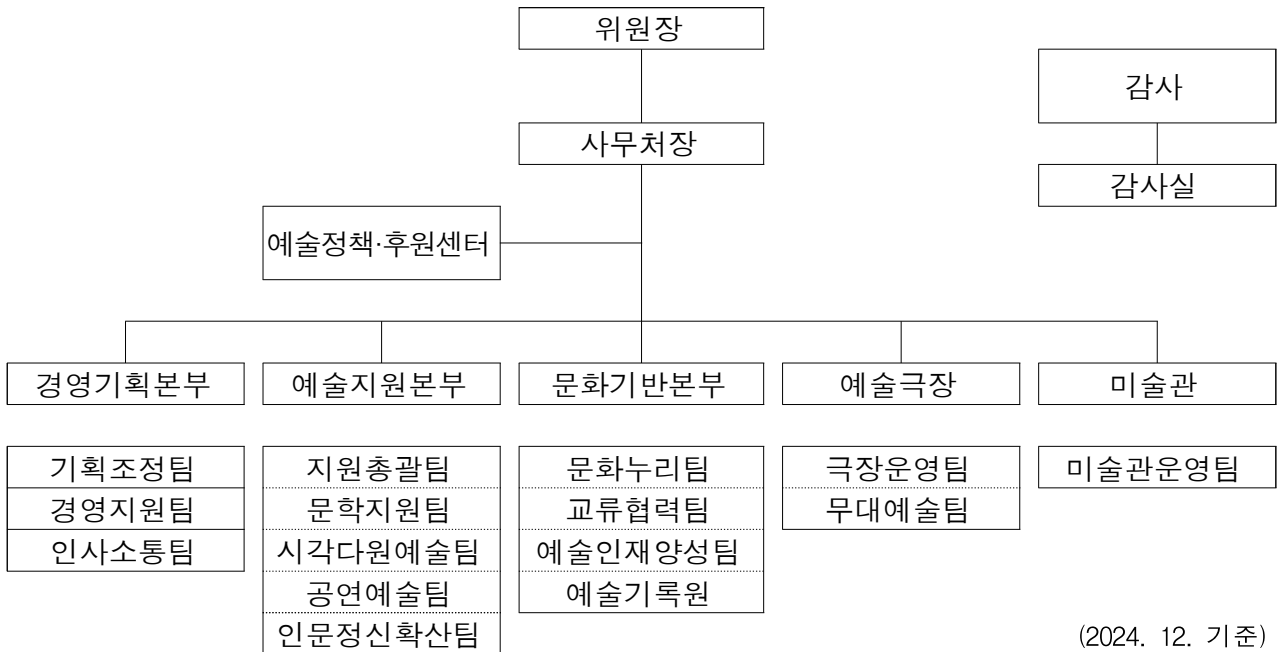 위원장
감사
사무처장
감사실
예술정책·후원센터
경영기획본부
예술지원본부
문화기반본부
예술극장
미술관
기획조정팀
경영지원팀
인사소통팀
지원총괄팀
문학지원팀
시각다원예술팀
공연예술팀
인문정신확산팀
문화누리팀
교류협력팀
예술인재양성팀
예술기록원
극장운영팀
무대예술팀
미술관운영팀
(2024. 12. 기준)